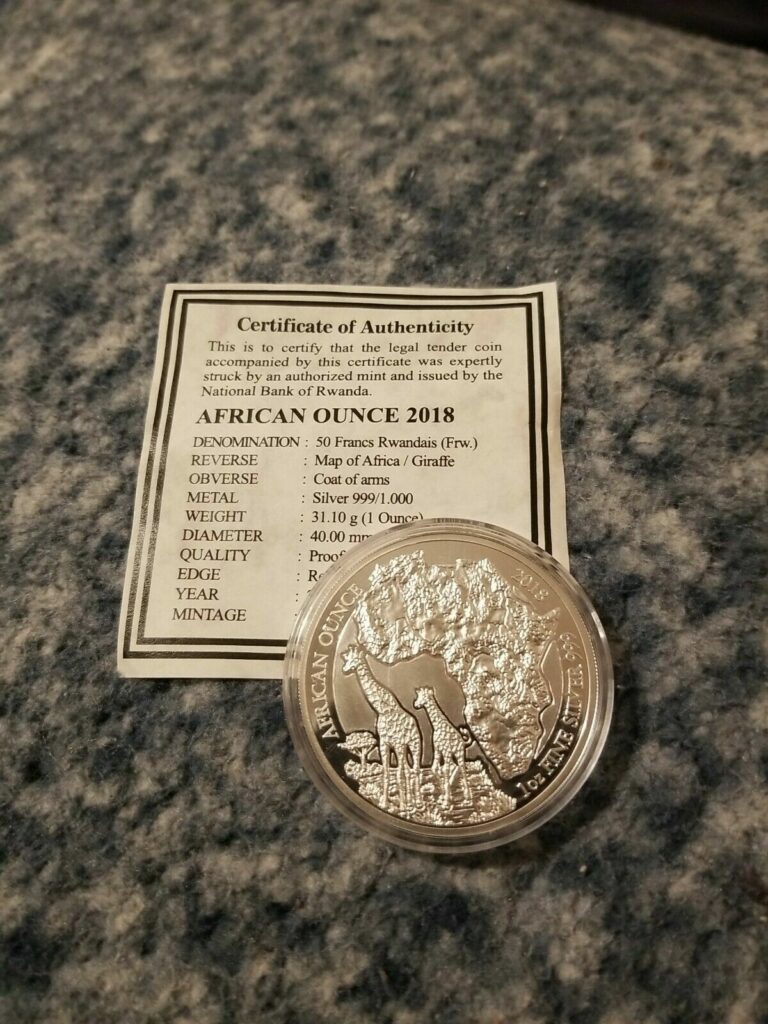 Certificate of Authenticity
This is to certify that the legal tender coin
accompanied by this certificate was expertly
struck by an authorized mint and issued by the
National Bank of Rwanda.
AFRICAN OUNCE 2018
DENOMINATION : 50 Francs Rwandais (Frw.)
REVERSE : Map of Africa / Giraffe
OBVERSE : Coat of arms
METAL : Silver 999/1.000
WEIGHT : 31.10 g (1 Ounce)
DIAMETER : 40.00 mm
QUALITY : Proof
EDGE :
YEAR :
MINTAGE :
AFRICAN OUNCE
2018
1oz FINE SILVER 999